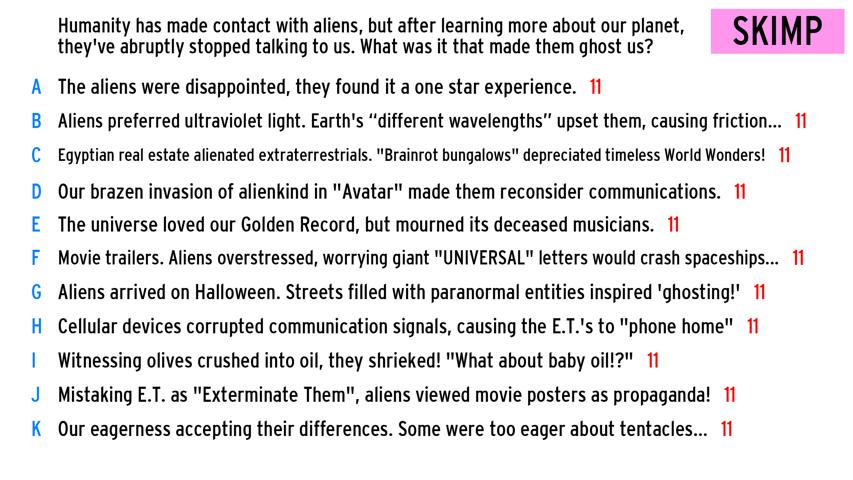 Humanity has made contact with aliens, but after learning more about our planet,
they've abruptly stopped talking to us. What was it that made them ghost us?
SKIMP
A The aliens were disappointed, they found it a one star experience. 11
B Aliens preferred ultraviolet light. Earth's “different wavelengths” upset them, causing friction... 11
C Egyptian real estate alienated extraterrestrials. "Brainrot bungalows" depreciated timeless World Wonders! 11
D Our brazen invasion of alienkind in "Avatar" made them reconsider communications. 11
E The universe loved our Golden Record, but mourned its deceased musicians. 11
F Movie trailers. Aliens overstressed, worrying giant "UNIVERSAL" letters would crash spaceships... 11
G Aliens arrived on Halloween. Streets filled with paranormal entities inspired 'ghosting!' 11
H Cellular devices corrupted communication signals, causing the E.T.'s to "phone home" 11
I Witnessing olives crushed into oil, they shrieked! "What about baby oil!?" 11
J Mistaking E.T. as "Exterminate Them", aliens viewed movie posters as propaganda! 11
K Our eagerness accepting their differences. Some were too eager about tentacles... 11